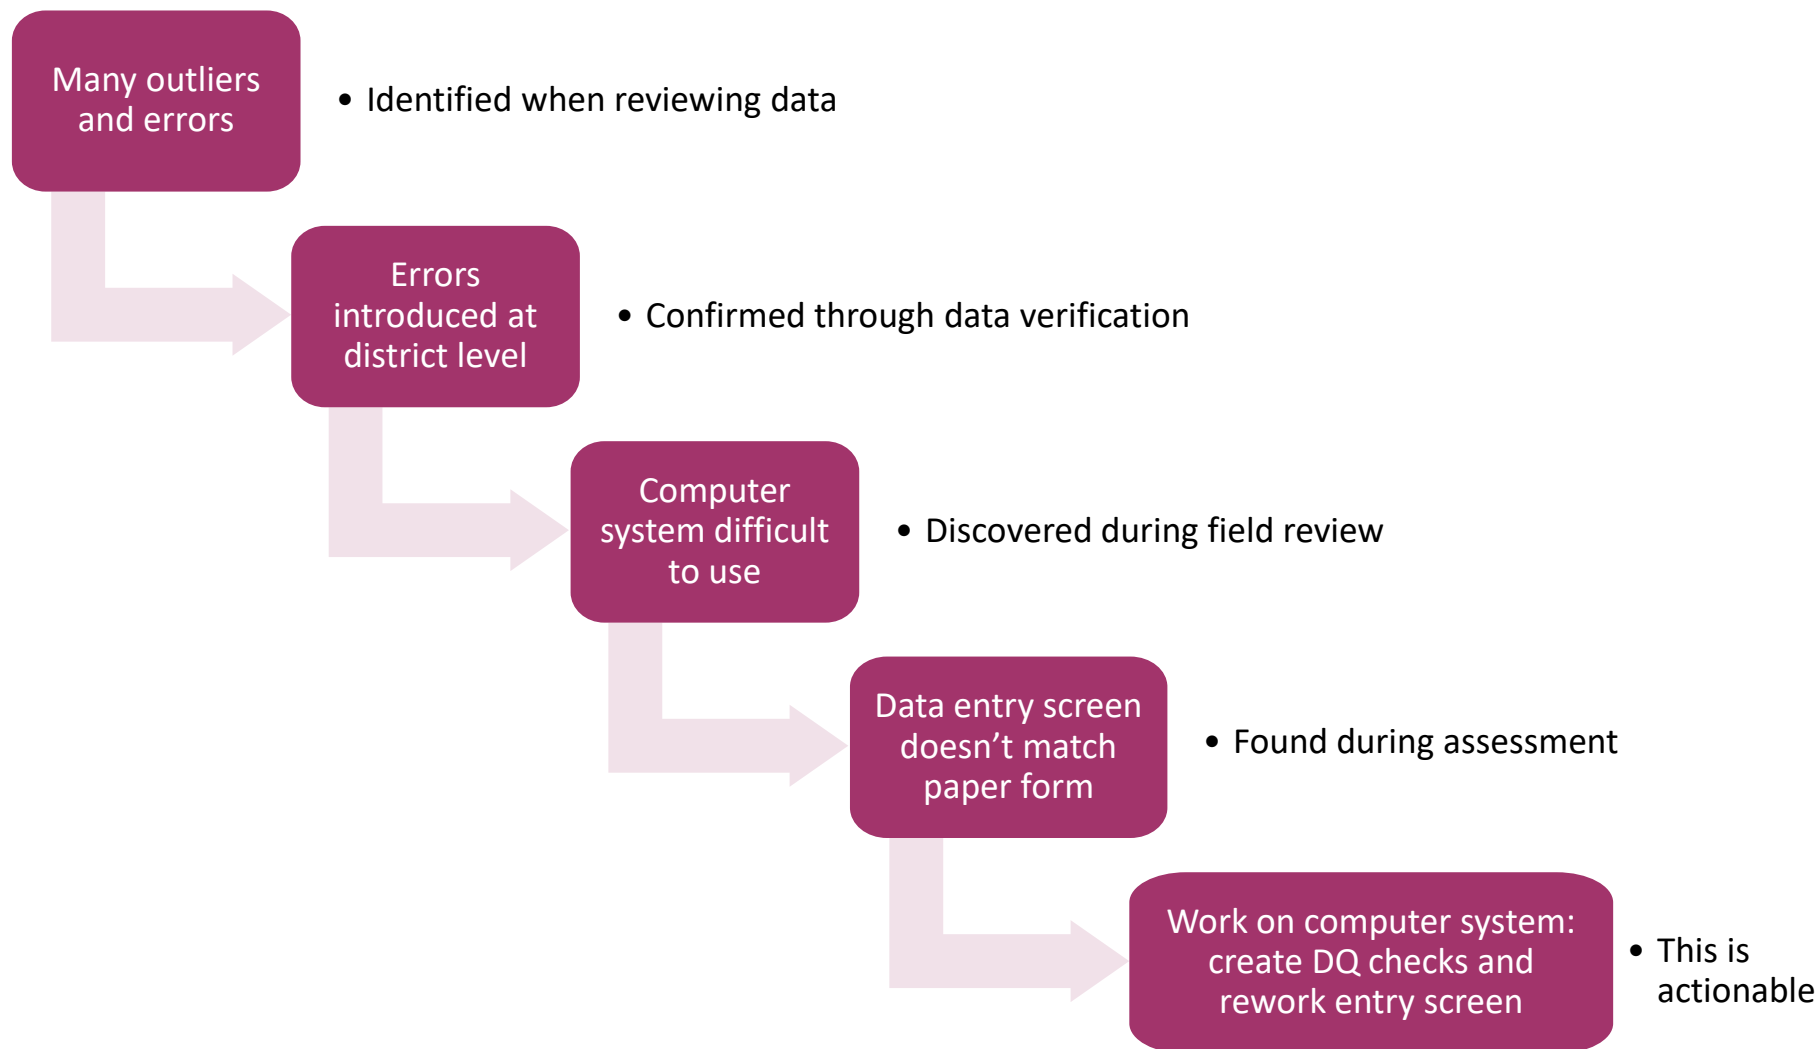 Many outliers
and errors
• Identified when reviewing data
Errors
introduced at
district level
• Confirmed through data verification
Computer
system difficult
to use
• Discovered during field review
Data entry screen
doesn’t match
paper form
• Found during assessment
Work on computer system:
create DQ checks and
rework entry screen
• This is
actionable